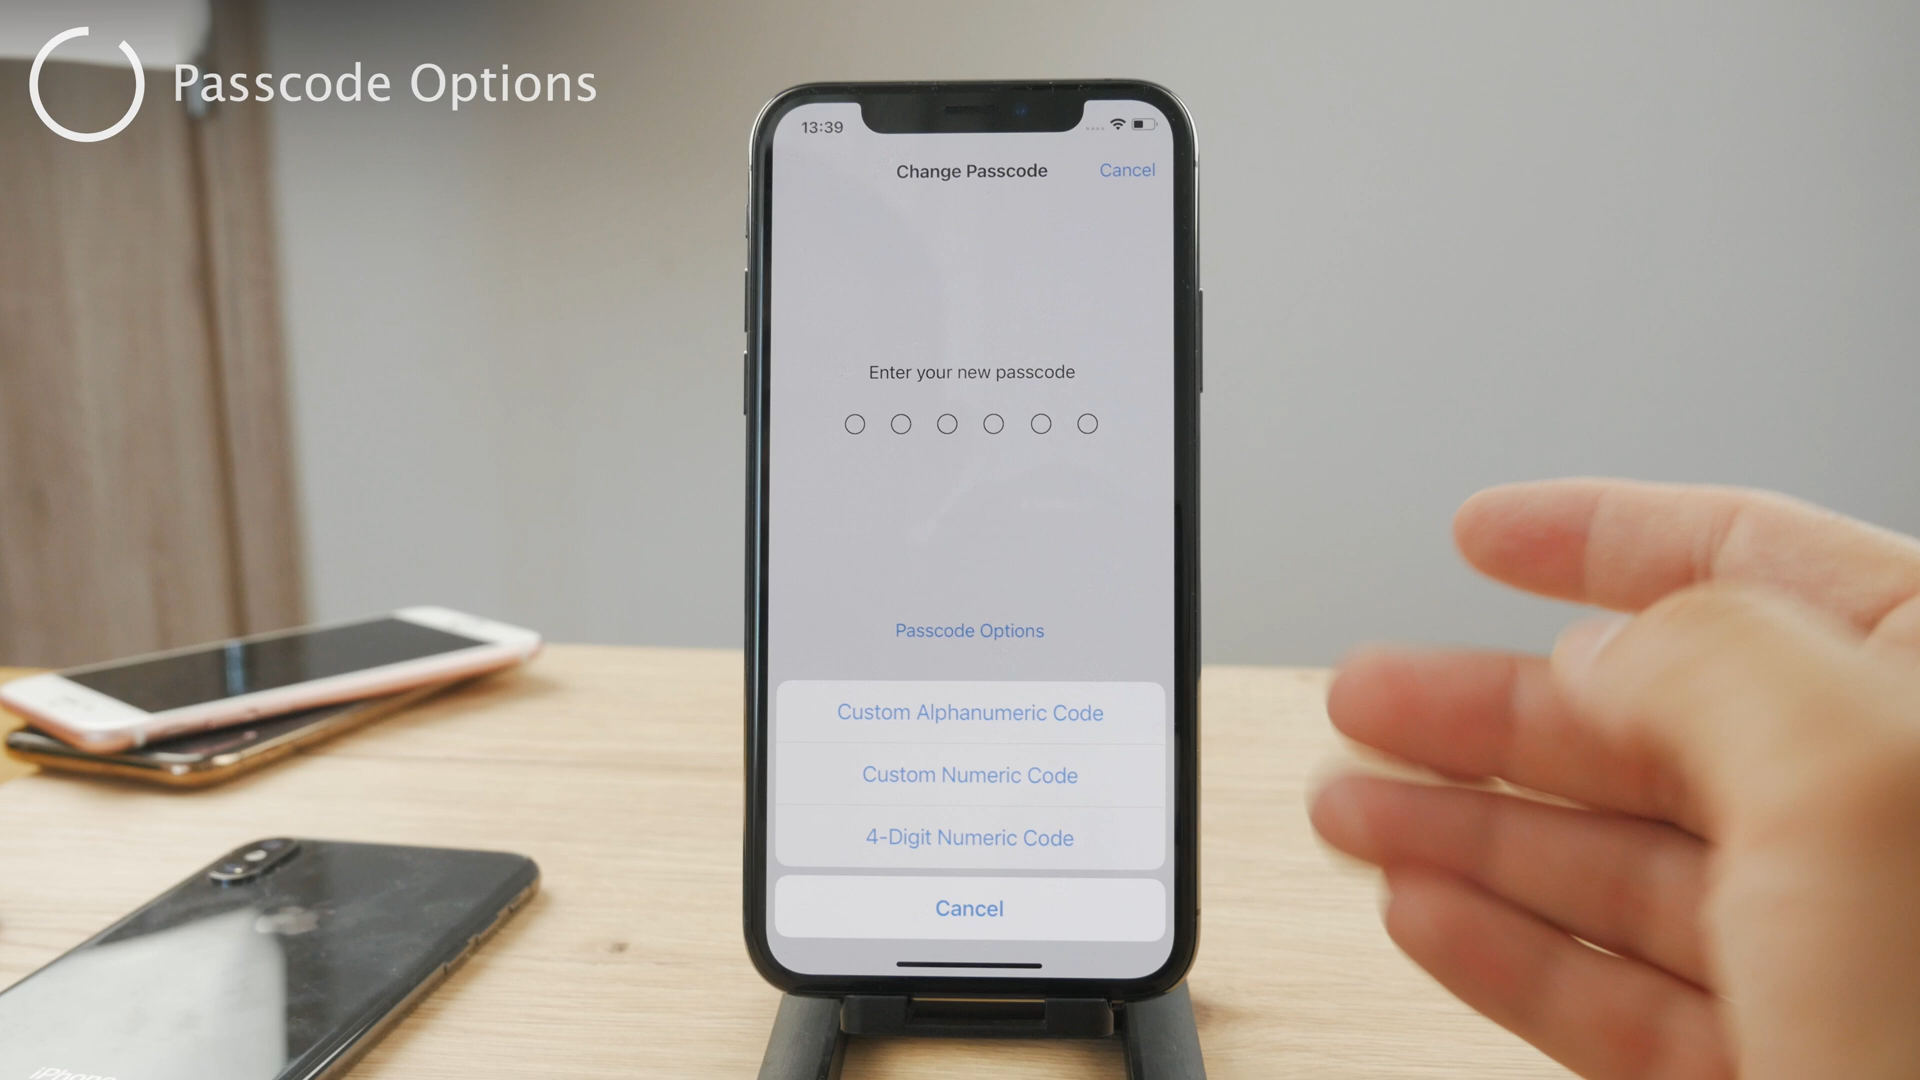 Passcode Options
13:39
Change Passcode
Cancel
Enter your new passcode
Passcode Options
Custom Alphanumeric Code
Custom Numeric Code
4-Digit Numeric Code
Cancel
iPhone